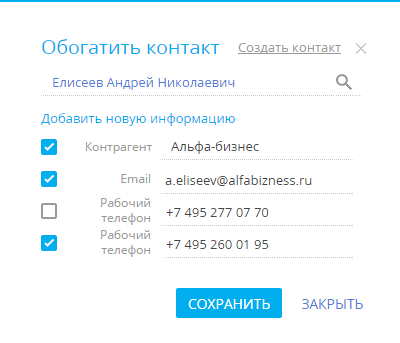 Обогатить контакт Создать контакт
Елисеев Андрей Николаевич
Добавить новую информацию
Контрагент Альфа-бизнес
Email a.eliseev@alfabizness.ru
Рабочий
телефон +7 495 277 07 70
Рабочий
телефон +7 495 260 01 95
СОХРАНИТЬ ЗАКРЫТЬ